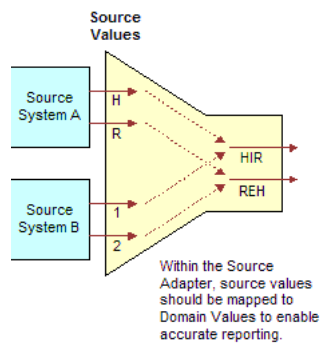 Source
Values
Source
System A
H
R
HIR
REH
Source
System B
1
2
Within the Source
Adapter, source values
should be mapped to
Domain Values to enable
accurate reporting.